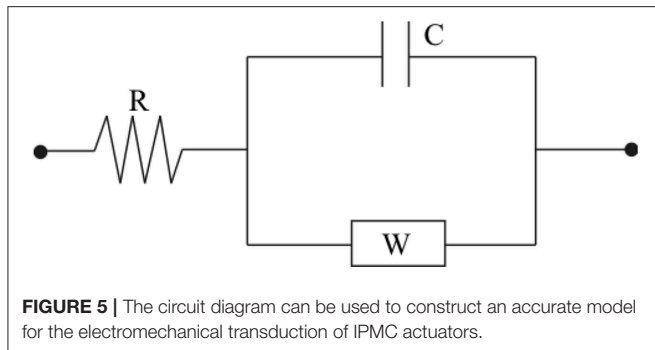 C
R
W
FIGURE 5 | The circuit diagram can be used to construct an accurate model
for the electromechanical transduction of IPMC actuators.